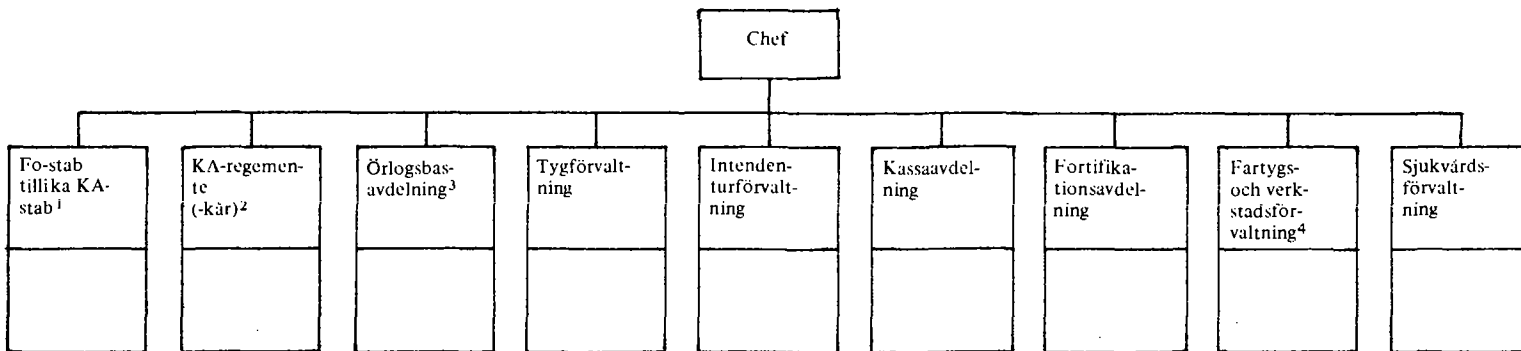 Chef
Fo-stab
tillika KA-
stab¹
KA-regemen-
te
(-kår)²
Örlogsbas-
avdelning³
Tygförvalt-
ning
Intenden-
turförvalt-
ning
Kassaavdel-
ning
Fortifika-
tionsavdel-
ning
Fartygs-
och verk-
stadsför-
valtning⁴
Sjukvårds-
förvalt-
ning